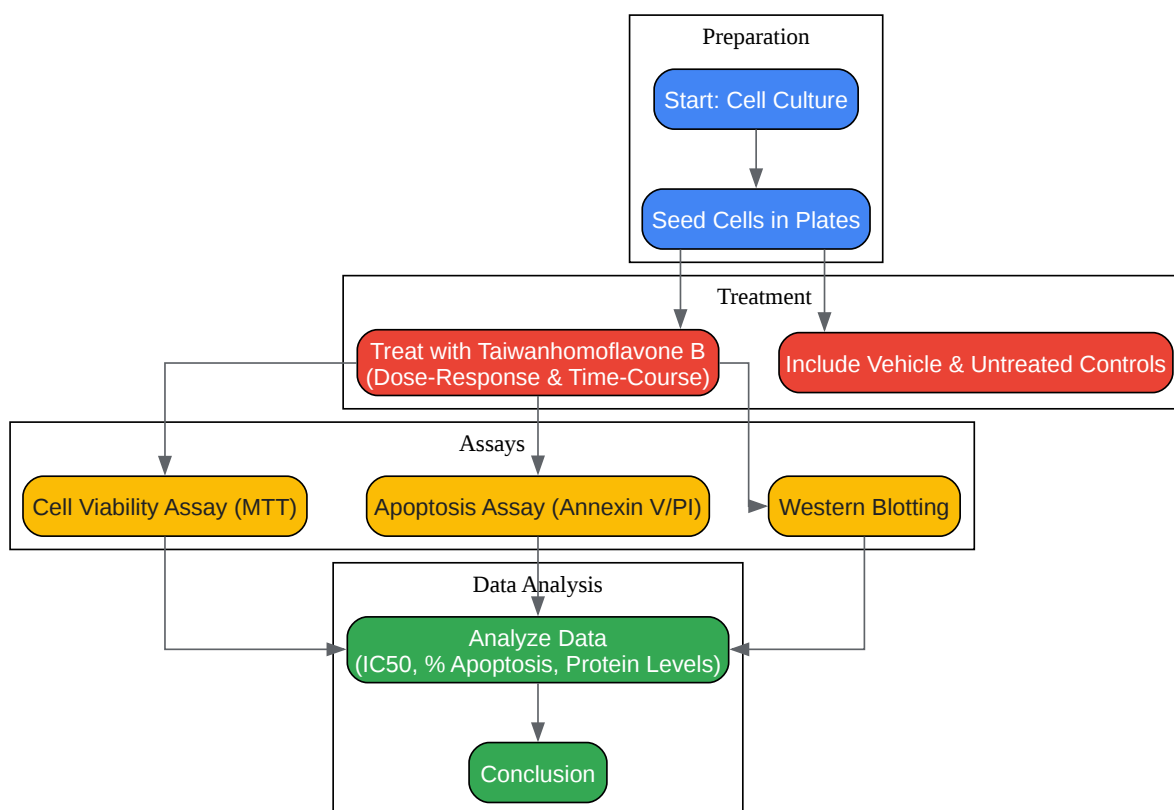 Preparation
Start: Cell Culture
Seed Cells in Plates
Treatment
Treat with Taiwanhomoflavone B
(Dose-Response & Time-Course)
Include Vehicle & Untreated Controls
Assays
Cell Viability Assay (MTT)
Apoptosis Assay (Annexin V/PI)
Western Blotting
Data Analysis
Analyze Data
(IC50, % Apoptosis, Protein Levels)
Conclusion